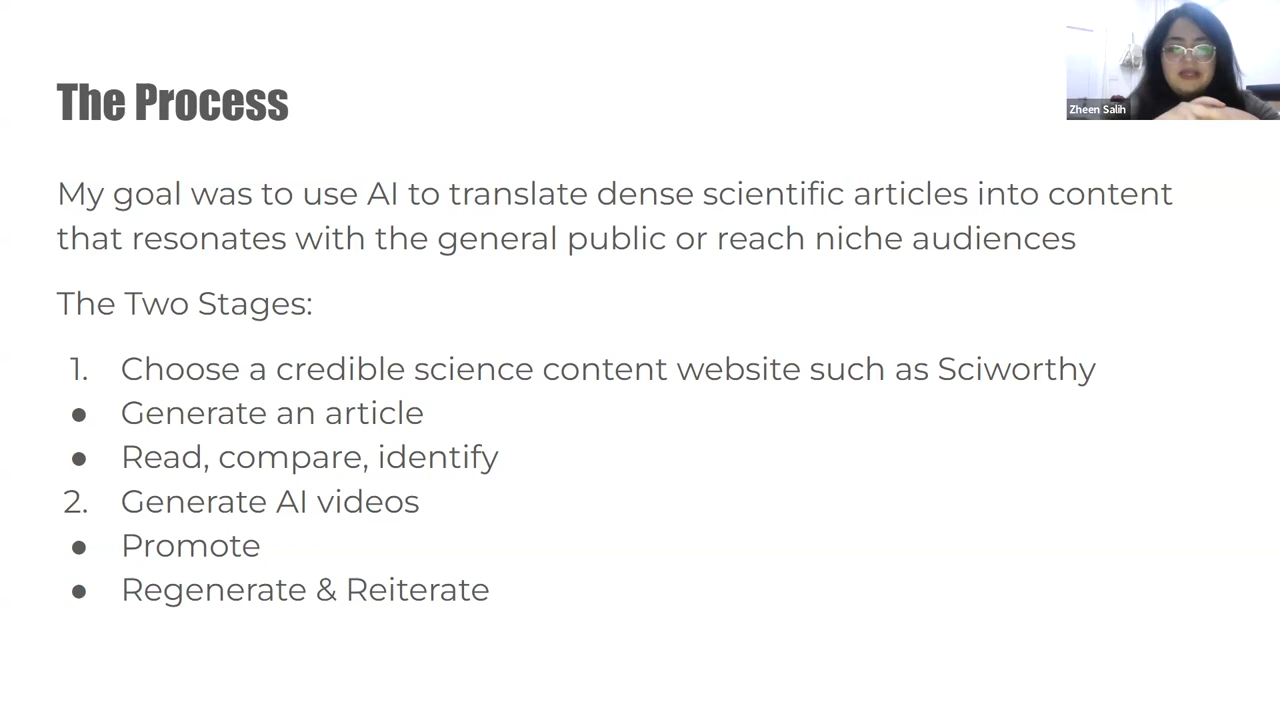 The Process
Zheen Salih
My goal was to use AI to translate dense scientific articles into content
that resonates with the general public or reach niche audiences
The Two Stages:
1. Choose a credible science content website such as Sciworthy
● Generate an article
● Read, compare, identify
2. Generate AI videos
● Promote
● Regenerate & Reiterate